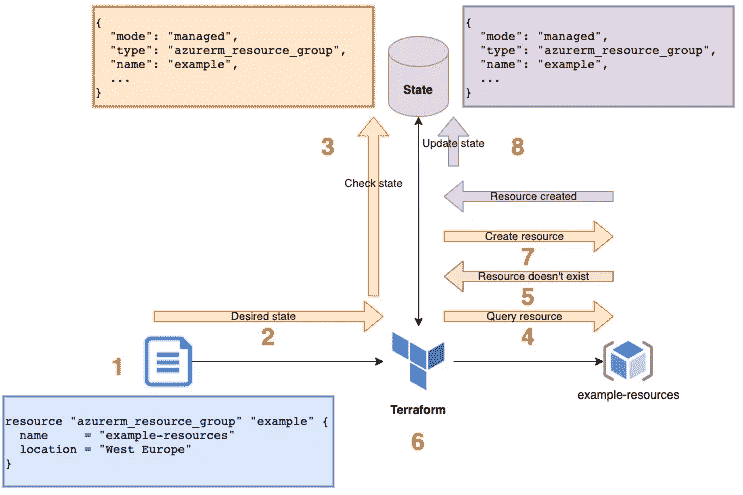 {
  "mode": "managed",
  "type": "azurerm_resource_group",
  "name": "example",
  ...
}
State
{
  "mode": "managed",
  "type": "azurerm_resource_group",
  "name": "example",
  ...
}
3
Update state
8
Check state
Resource created
Create resource
7
Resource doesn't exist
5
Desired state
2
Query resource
4
1
example-resources
Terraform
6
resource "azurerm_resource_group" "example" {
  name     = "example-resources"
  location = "West Europe"
}